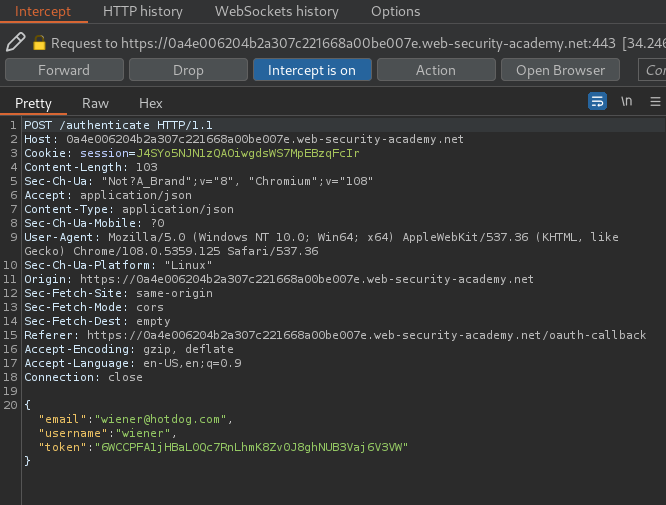 Intercept HTTP history WebSockets history Options
Request to https://0a4e006204b2a307c221668a00be007e.web-security-academy.net:443 [34.246
Forward Drop Intercept is on Action Open Browser Con
Pretty Raw Hex \n
1 POST /authenticate HTTP/1.1
2 Host: 0a4e006204b2a307c221668a00be007e.web-security-academy.net
3 Cookie: session=J4SYo5NJN1zQAOiwgdsWS7MpEBzqFcIr
4 Content-Length: 103
5 Sec-Ch-Ua: "Not?A_Brand";v="8", "Chromium";v="108"
6 Accept: application/json
7 Content-Type: application/json
8 Sec-Ch-Ua-Mobile: ?0
9 User-Agent: Mozilla/5.0 (Windows NT 10.0; Win64; x64) AppleWebKit/537.36 (KHTML, like
Gecko) Chrome/108.0.5359.125 Safari/537.36
10 Sec-Ch-Ua-Platform: "Linux"
11 Origin: https://0a4e006204b2a307c221668a00be007e.web-security-academy.net
12 Sec-Fetch-Site: same-origin
13 Sec-Fetch-Mode: cors
14 Sec-Fetch-Dest: empty
15 Referer: https://0a4e006204b2a307c221668a00be007e.web-security-academy.net/oauth-callback
16 Accept-Encoding: gzip, deflate
17 Accept-Language: en-US,en;q=0.9
18 Connection: close
19
20 {
"email":"wiener@hotdog.com",
"username":"wiener",
"token":"6WCCPFA1jHBaL0Qc7RnLhmK8Zv0J8ghNUB3Vaj6V3VW"
}